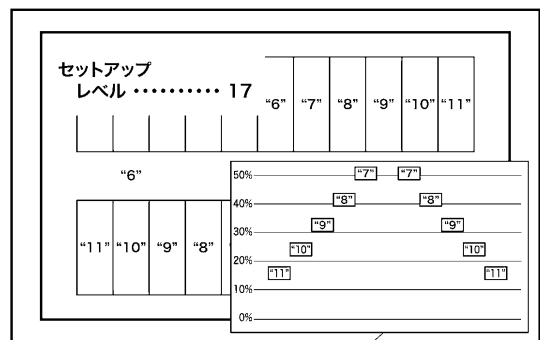 セットアップ
レベル ・・・・・・・・・・ 17
“6” “7” “8” “9” “10” “11”
“6”
“11” “10” “9” “8”
50% “7” “7”
40% “8” “8”
30% “9” “9”
“10” “10”
20%
“11” “11”
10%
0%